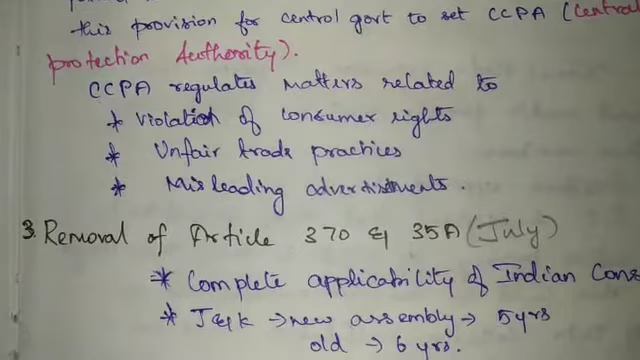 this provision for central govt to set CCPA (Central
protection Authority).
CCPA regulates matters related to
* Violation of consumer rights
* Unfair trade practices
* Misleading advertisments.
3. Removal of Article 370 & 35A (July)
* Complete applicability of Indian Cons
* J&K → new assembly → 5 yrs
old → 6 yrs.